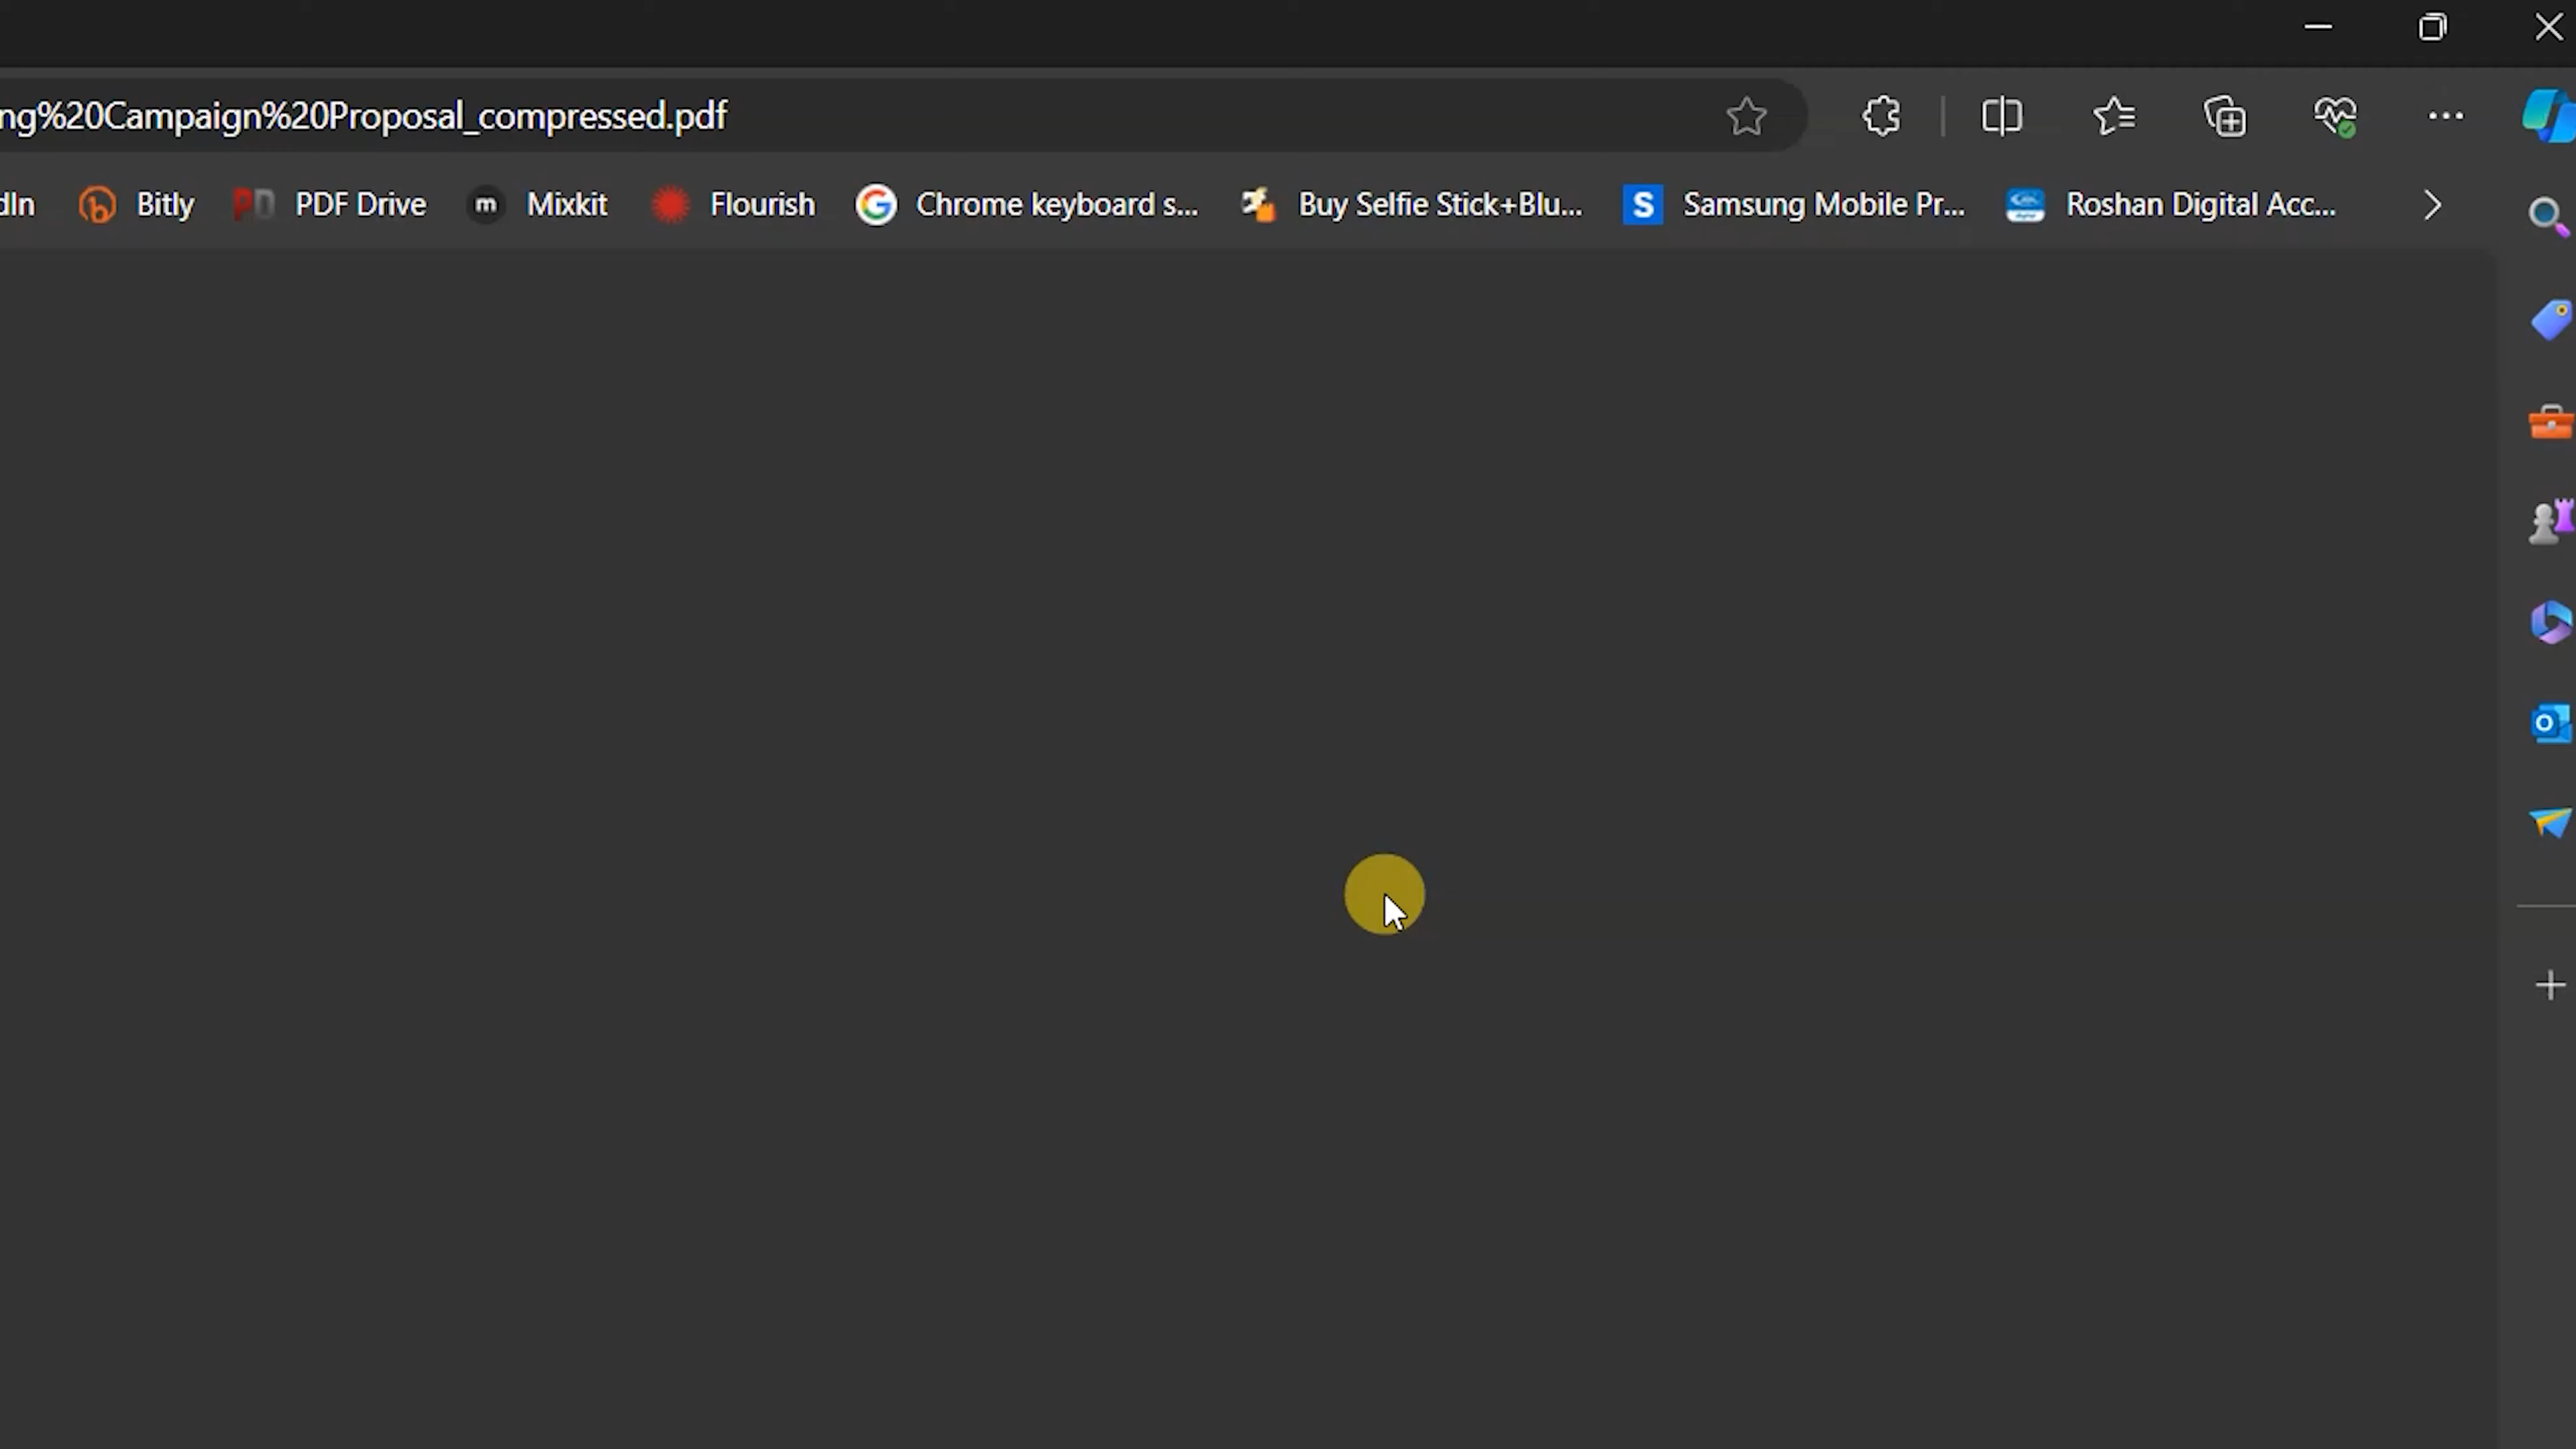 ng%20Campaign%20Proposal_compressed.pdf
dIn Bitly PDF Drive Mixkit Flourish Chrome keyboard s... Buy Selfie Stick+Blu... Samsung Mobile Pr... Roshan Digital Acc...